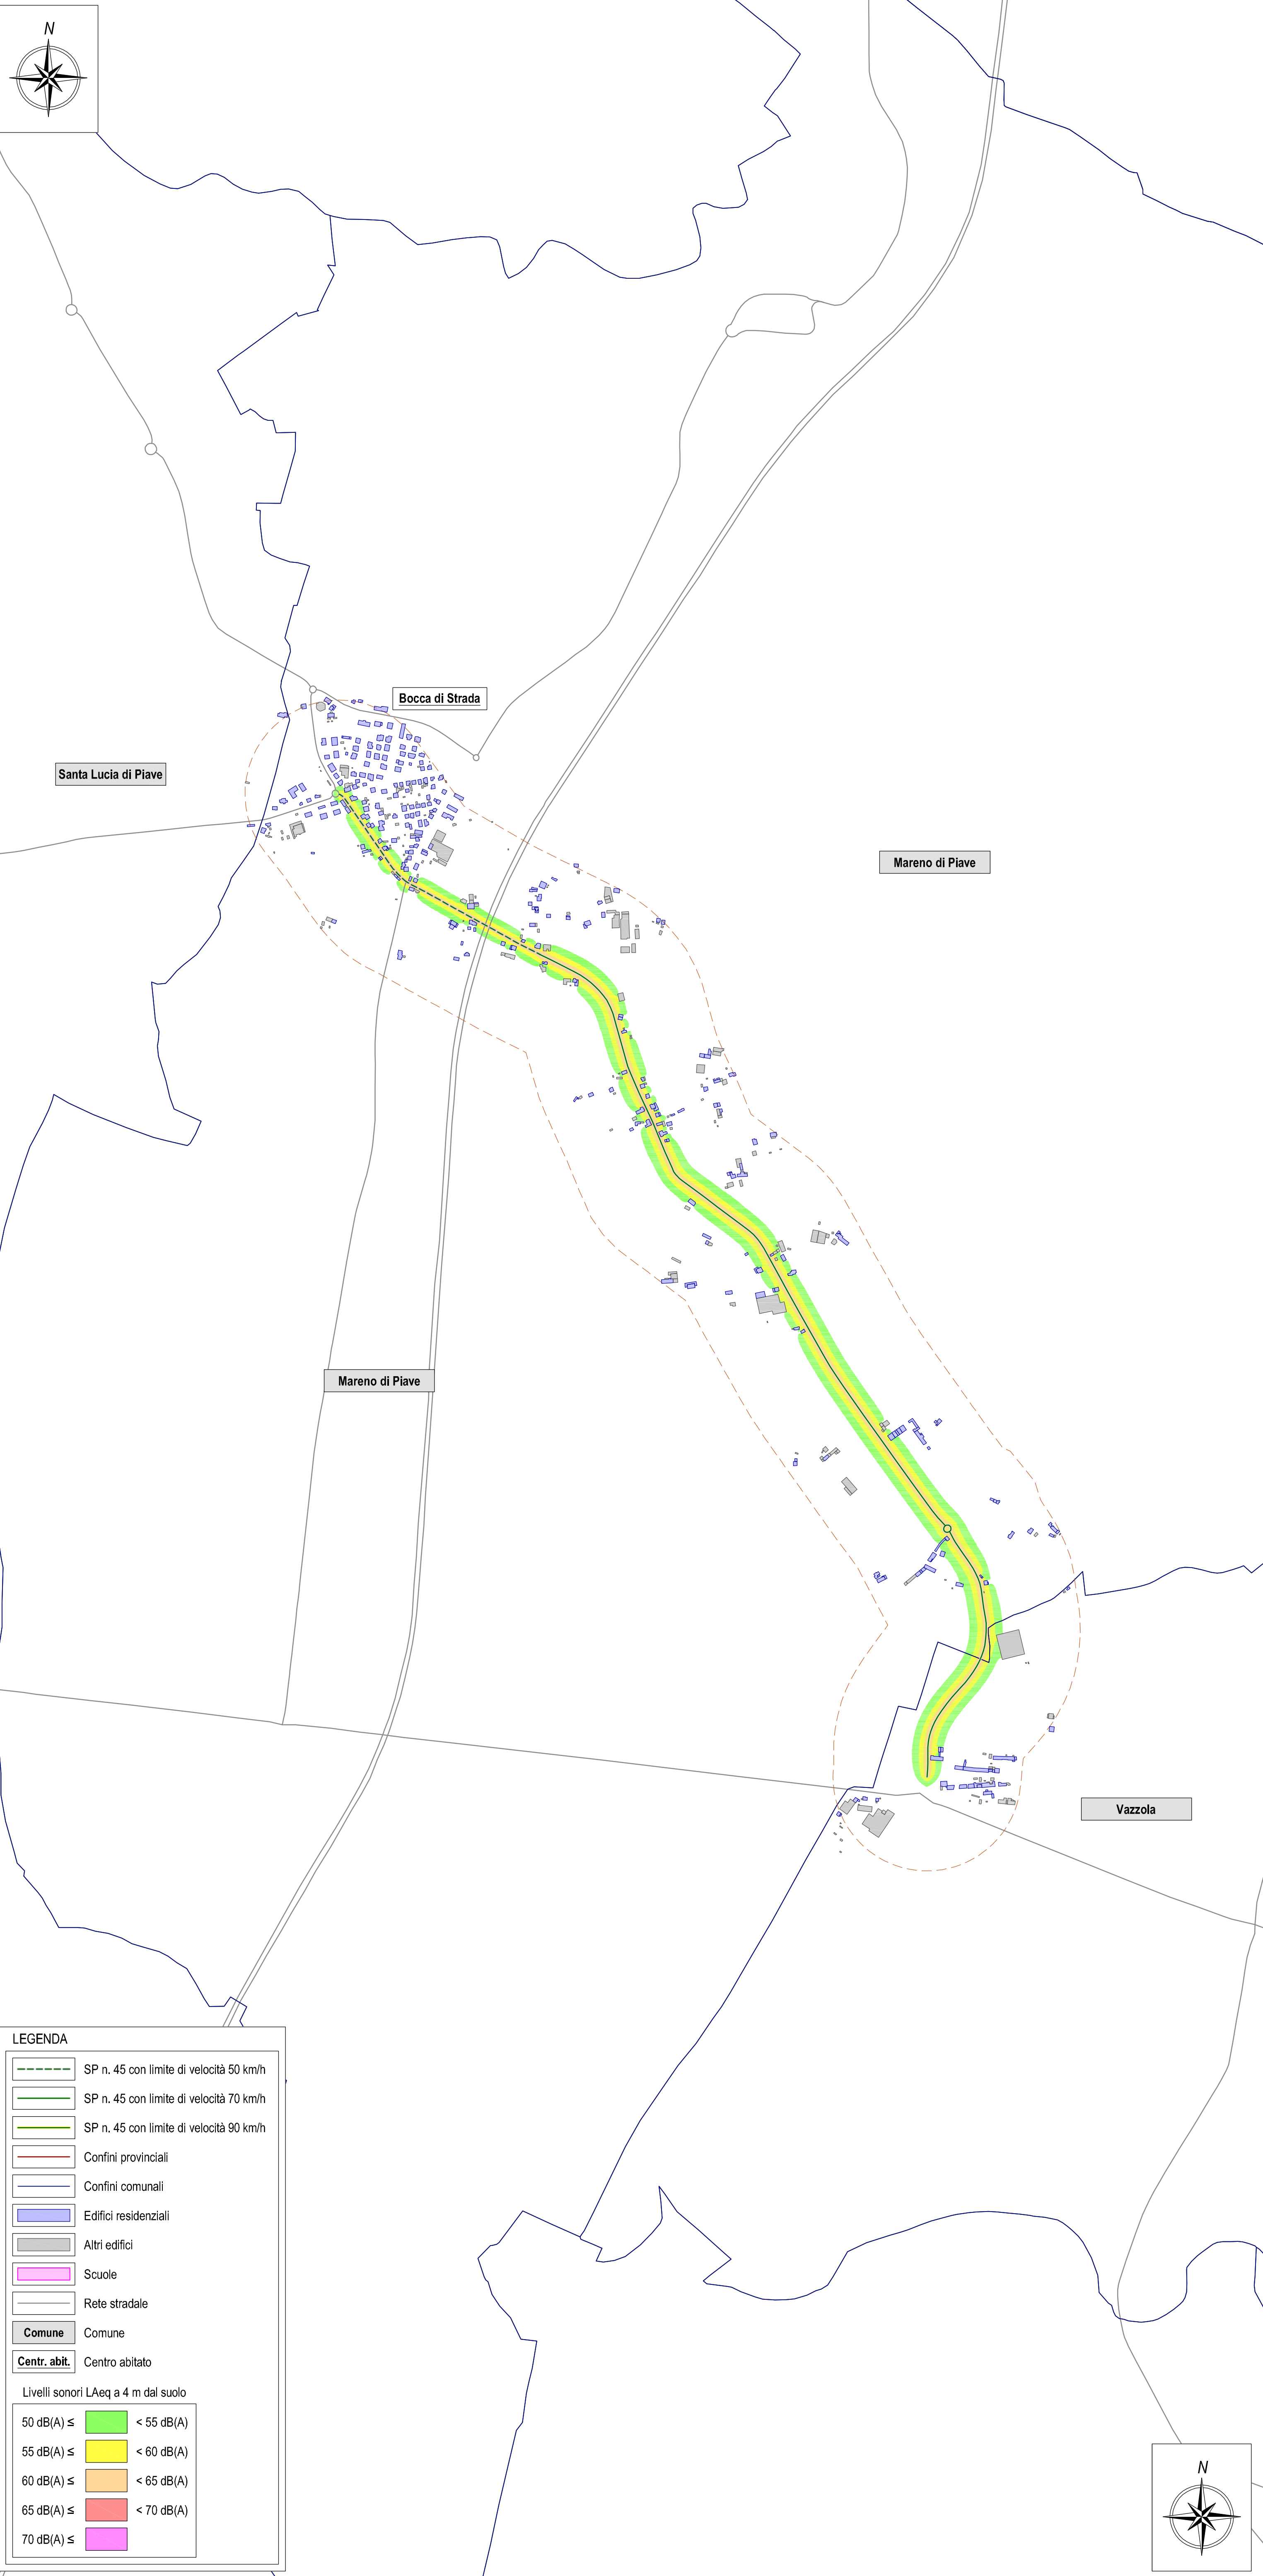 N
Bocca di Strada
Santa Lucia di Piave
Mareno di Piave
Mareno di Piave
Vazzola
LEGENDA
SP n. 45 con limite di velocità 50 km/h
SP n. 45 con limite di velocità 70 km/h
SP n. 45 con limite di velocità 90 km/h
Confini provinciali
Confini comunali
Edifici residenziali
Altri edifici
Scuole
Rete stradale
Comune Comune
Centr. abit. Centro abitato
Livelli sonori LAeq a 4 m dal suolo
50 dB(A) ≤ < 55 dB(A)
55 dB(A) ≤ < 60 dB(A)
60 dB(A) ≤ < 65 dB(A)
65 dB(A) ≤ < 70 dB(A)
70 dB(A) ≤
N